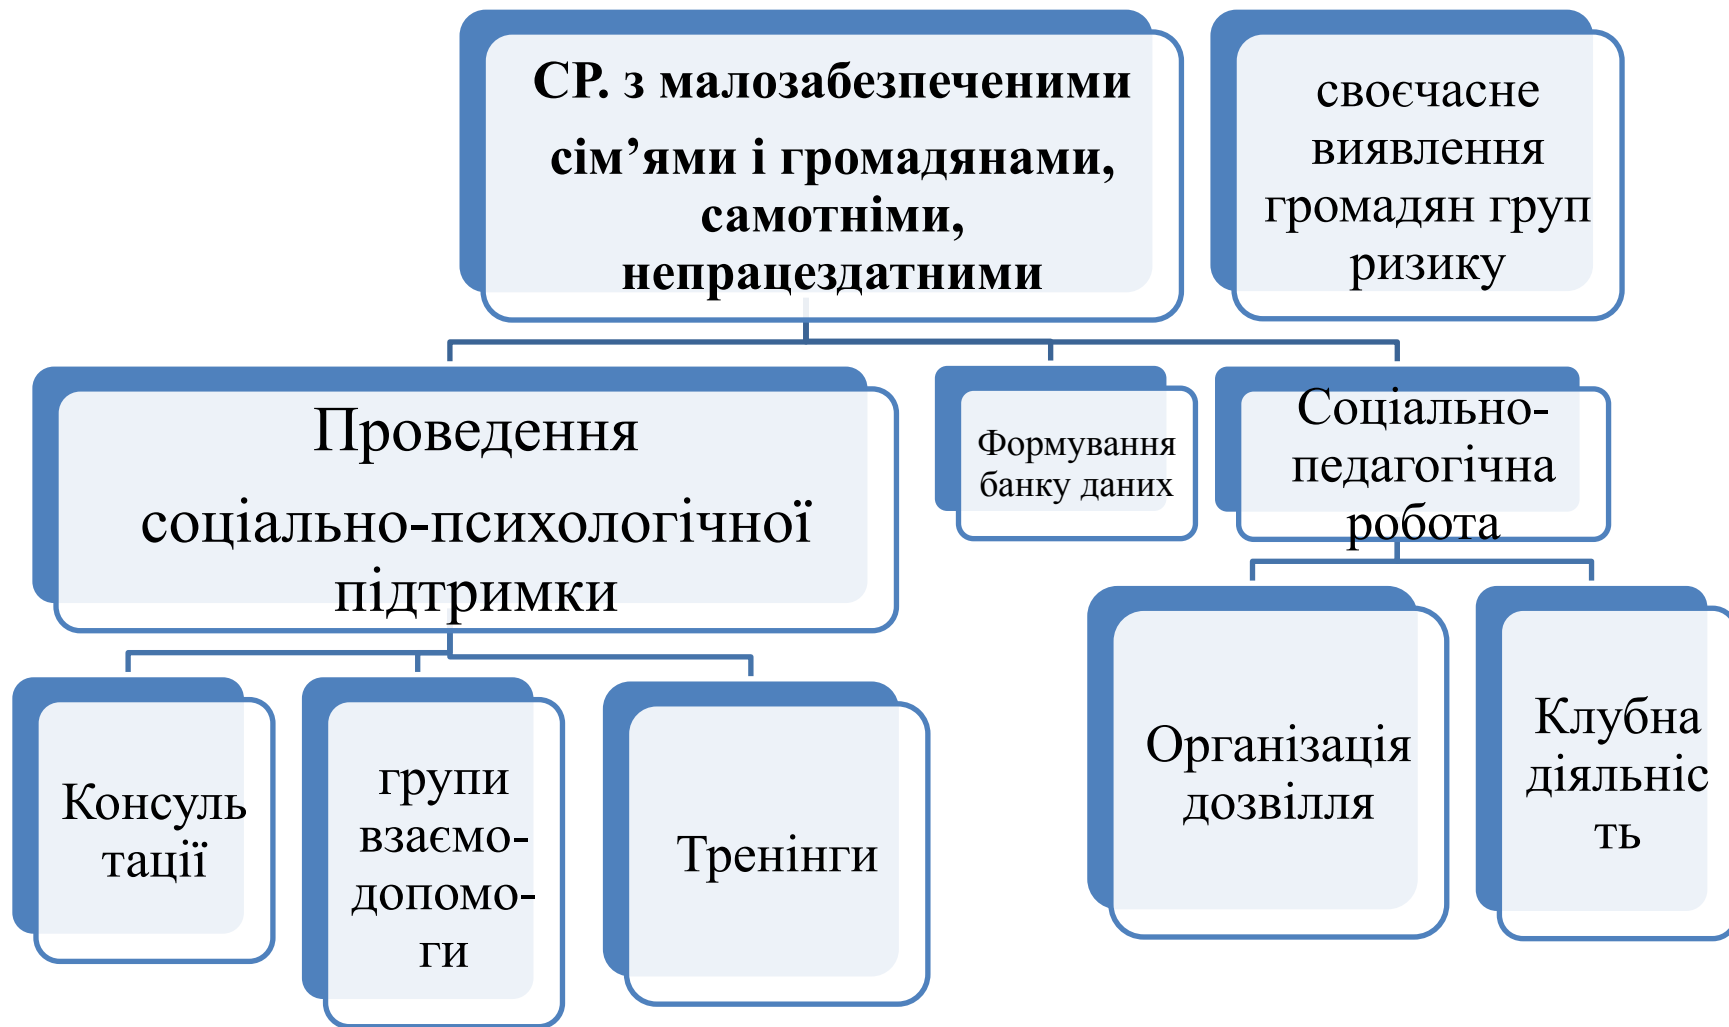 СР. з малозабезпеченими
сім’ями і громадянами,
самотніми,
непрацездатними
своєчасне
виявлення
громадян груп
ризику
Проведення
соціально-психологічної
підтримки
Формування
банку даних
Соціально-
педагогічна
робота
Консуль
тації
групи
взаємо-
допомо-
ги
Тренінги
Організація
дозвілля
Клубна
діяльніс
ть